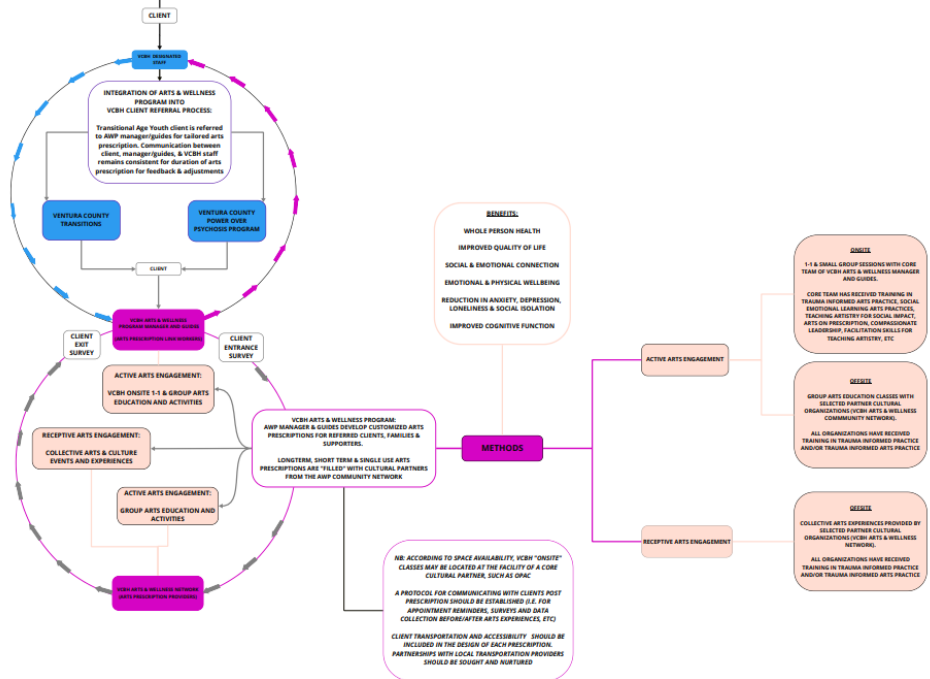 CLIENT
VCBH DESIGNATED
STAFF
INTEGRATION OF ARTS & WELLNESS
PROGRAM INTO
VCBH CLIENT REFERRAL PROCESS:
Transitional Age Youth client is referred
to AWP manager/guides for tailored arts
prescription. Communication between
client, manager/guides, & VCBH staff
remains consistent for duration of arts
prescription for feedback & adjustments
VENTURA COUNTY
TRANSITIONS
VENTURA COUNTY
POWER OVER
PSYCHOSIS PROGRAM
CLIENT
VCBH ARTS & WELLNESS
PROGRAM MANAGER AND GUIDES
(ARTS PRESCRIPTION LINK WORKERS)
CLIENT
EXIT
SURVEY
CLIENT
ENTRANCE
SURVEY
ACTIVE ARTS ENGAGEMENT:
VCBH ONSITE 1-1 & GROUP ARTS
EDUCATION AND ACTIVITIES
RECEPTIVE ARTS ENGAGEMENT:
COLLECTIVE ARTS & CULTURE
EVENTS AND EXPERIENCES
ACTIVE ARTS ENGAGEMENT:
GROUP ARTS EDUCATION AND
ACTIVITIES
VCBH ARTS & WELLNESS NETWORK
(ARTS PRESCRIPTION PROVIDERS)
VCBH ARTS & WELLNESS PROGRAM:
AWP MANAGER & GUIDES DEVELOP CUSTOMIZED ARTS
PRESCRIPTIONS FOR REFERRED CLIENTS, FAMILIES &
SUPPORTERS.
LONGTERM, SHORT TERM & SINGLE USE ARTS
PRESCRIPTIONS ARE "FILLED" WITH CULTURAL PARTNERS
FROM THE AWP COMMUNITY NETWORK
BENEFITS:
WHOLE PERSON HEALTH
IMPROVED QUALITY OF LIFE
SOCIAL & EMOTIONAL CONNECTION
EMOTIONAL & PHYSICAL WELLBEING
REDUCTION IN ANXIETY, DEPRESSION,
LONELINESS & SOCIAL ISOLATION
IMPROVED COGNITIVE FUNCTION
METHODS
NB: ACCORDING TO SPACE AVAILABILITY, VCBH "ONSITE"
CLASSES MAY BE LOCATED AT THE FACILITY OF A CORE
CULTURAL PARTNER, SUCH AS OPAC
A PROTOCOL FOR COMMUNICATING WITH CLIENTS POST
PRESCRIPTION SHOULD BE ESTABLISHED (I.E. FOR
APPOINTMENT REMINDERS, SURVEYS AND DATA
COLLECTION BEFORE/AFTER ARTS EXPERIENCES, ETC)
CLIENT TRANSPORTATION AND ACCESSIBILITY SHOULD BE
INCLUDED IN THE DESIGN OF EACH PRESCRIPTION.
PARTNERSHIPS WITH LOCAL TRANSPORTATION PROVIDERS
SHOULD BE SOUGHT AND NURTURED
ACTIVE ARTS ENGAGEMENT
ONSITE
1-1 & SMALL GROUP SESSIONS WITH CORE
TEAM OF VCBH ARTS & WELLNESS MANAGER
AND GUIDES.
CORE TEAM HAS RECEIVED TRAINING IN
TRAUMA INFORMED ARTS PRACTICE, SOCIAL
EMOTIONAL LEARNING ARTS PRACTICES,
TEACHING ARTISTRY FOR SOCIAL IMPACT,
ARTS ON PRESCRIPTION, COMPASSIONATE
LEADERSHIP, FACILITATION SKILLS FOR
TEACHING ARTISTRY, ETC
OFFSITE
GROUP ARTS EDUCATION CLASSES WITH
SELECTED PARTNER CULTURAL
ORGANIZATIONS (VCBH ARTS & WELLNESS
COMMMUNITY NETWORK).
ALL ORGANIZATIONS HAVE RECEIVED
TRAINING IN TRAUMA INFORMED PRACTICE
AND/OR TRAUMA INFORMED ARTS PRACTICE
RECEPTIVE ARTS ENGAGEMENT
OFFSITE
COLLECTIVE ARTS EXPERIENCES PROVIDED BY
SELECTED PARTNER CULTURAL
ORGANIZATIONS (VCBH ARTS & WELLNESS
NETWORK).
ALL ORGANIZATIONS HAVE RECEIVED
TRAINING IN TRAUMA INFORMED PRACTICE
AND/OR TRAUMA INFORMED ARTS PRACTICE